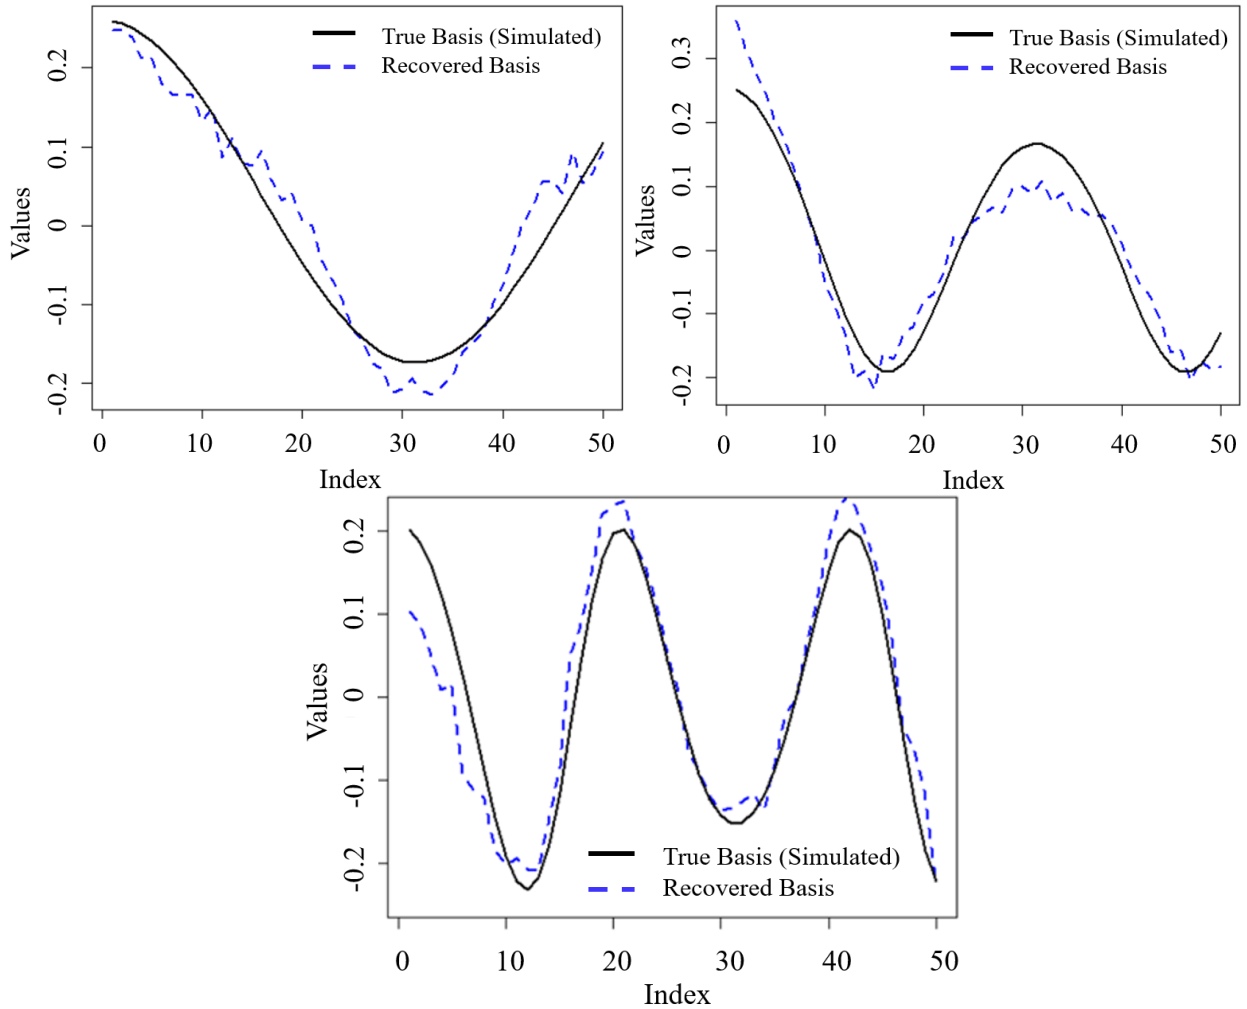 True Basis (Simulated)
Recovered Basis
0.2
0.1
0
-0.1
-0.2
Values
0 10 20 30 40 50
Index
True Basis (Simulated)
Recovered Basis
0.3
0.2
0.1
0
-0.1
-0.2
Values
0 10 20 30 40 50
Index
0.2
0.1
0
-0.1
-0.2
Values
True Basis (Simulated)
Recovered Basis
0 10 20 30 40 50
Index